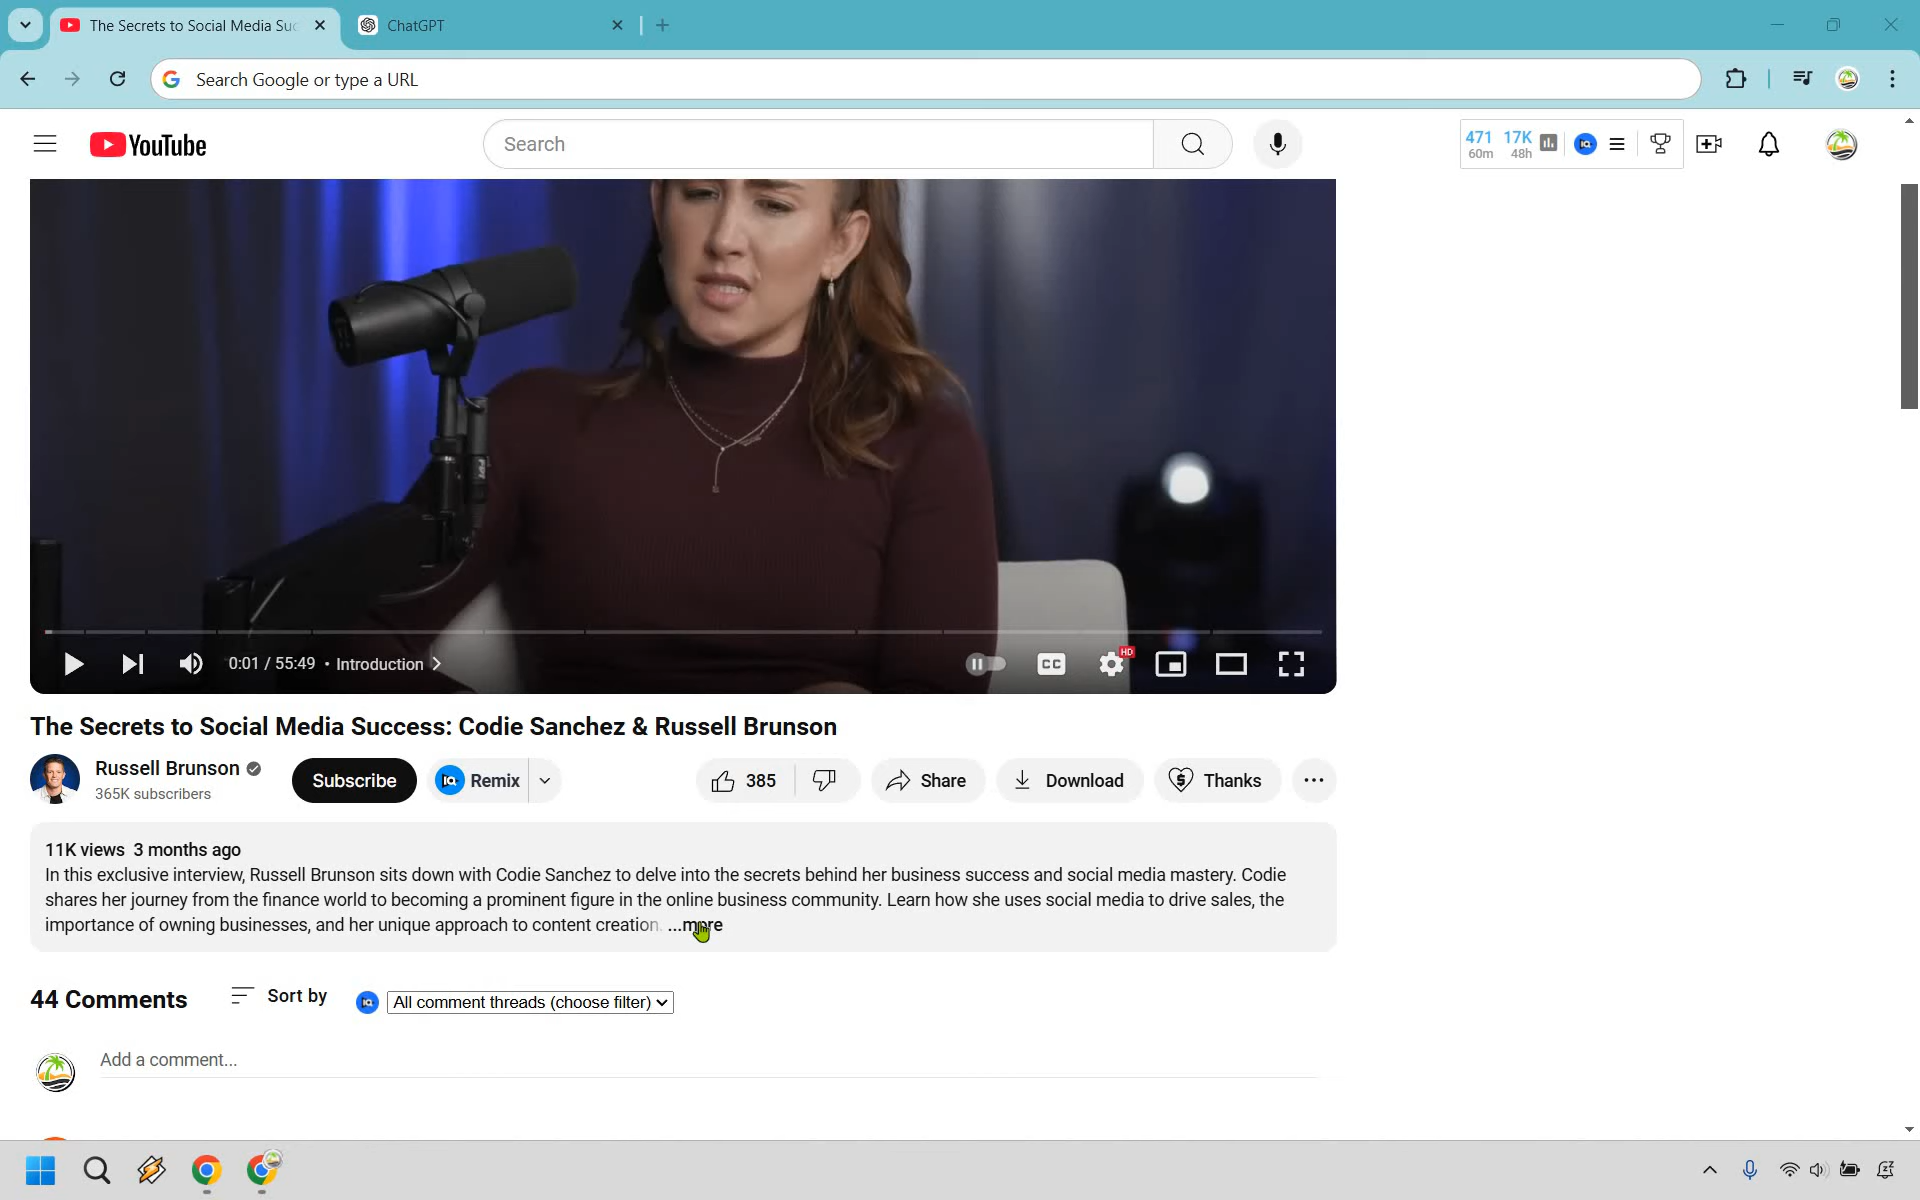 The Secrets to Social Media Suc
ChatGPT
Search Google or type a URL
YouTube
Search
471 17K
60m 48h
0:01 / 55:49 • Introduction
CC
HD
The Secrets to Social Media Success: Codie Sanchez & Russell Brunson
Russell Brunson
365K subscribers
Subscribe
Remix
385
Share
Download
Thanks
11K views 3 months ago
In this exclusive interview, Russell Brunson sits down with Codie Sanchez to delve into the secrets behind her business success and social media mastery. Codie
shares her journey from the finance world to becoming a prominent figure in the online business community. Learn how she uses social media to drive sales, the
importance of owning businesses, and her unique approach to content creation. ...more
44 Comments
Sort by
All comment threads (choose filter)
Add a comment...